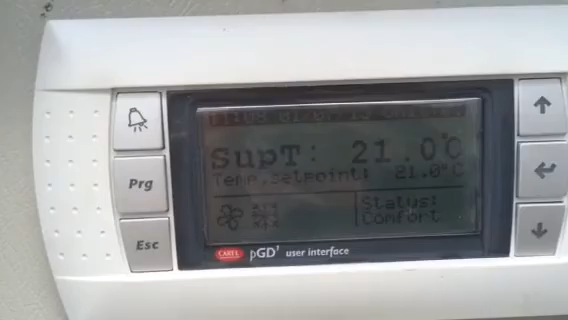 SupT: 21.0°C
Temp.setpoint: 21.0°C
Status:
Comfort
Prg
Esc
CAREL pGD¹ user interface